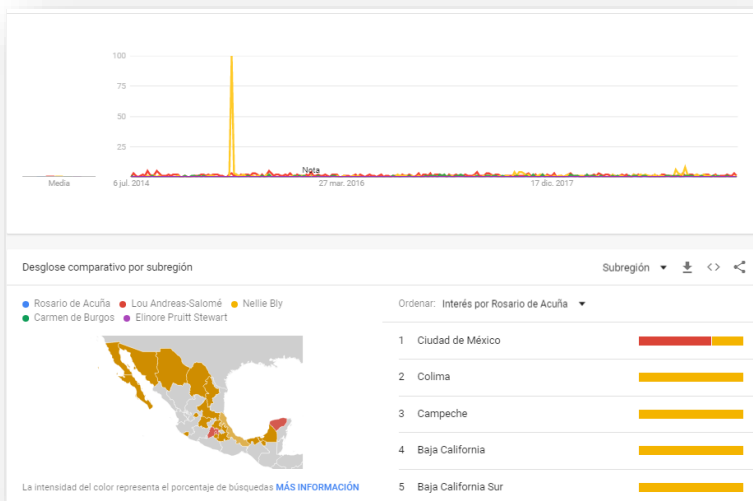 100
75
50
25
Nota
Media
6 jul. 2014
27 mar. 2016
17 dic. 2017
Desglose comparativo por subregión
Subregión
Rosario de Acuña Lou Andreas-Salomé Nellie Bly
Carmen de Burgos Elinore Pruitt Stewart
Ordenar: Interés por Rosario de Acuña
1 Ciudad de México
2 Colima
3 Campeche
4 Baja California
5 Baja California Sur
La intensidad del color representa el porcentaje de búsquedas MÁS INFORMACIÓN